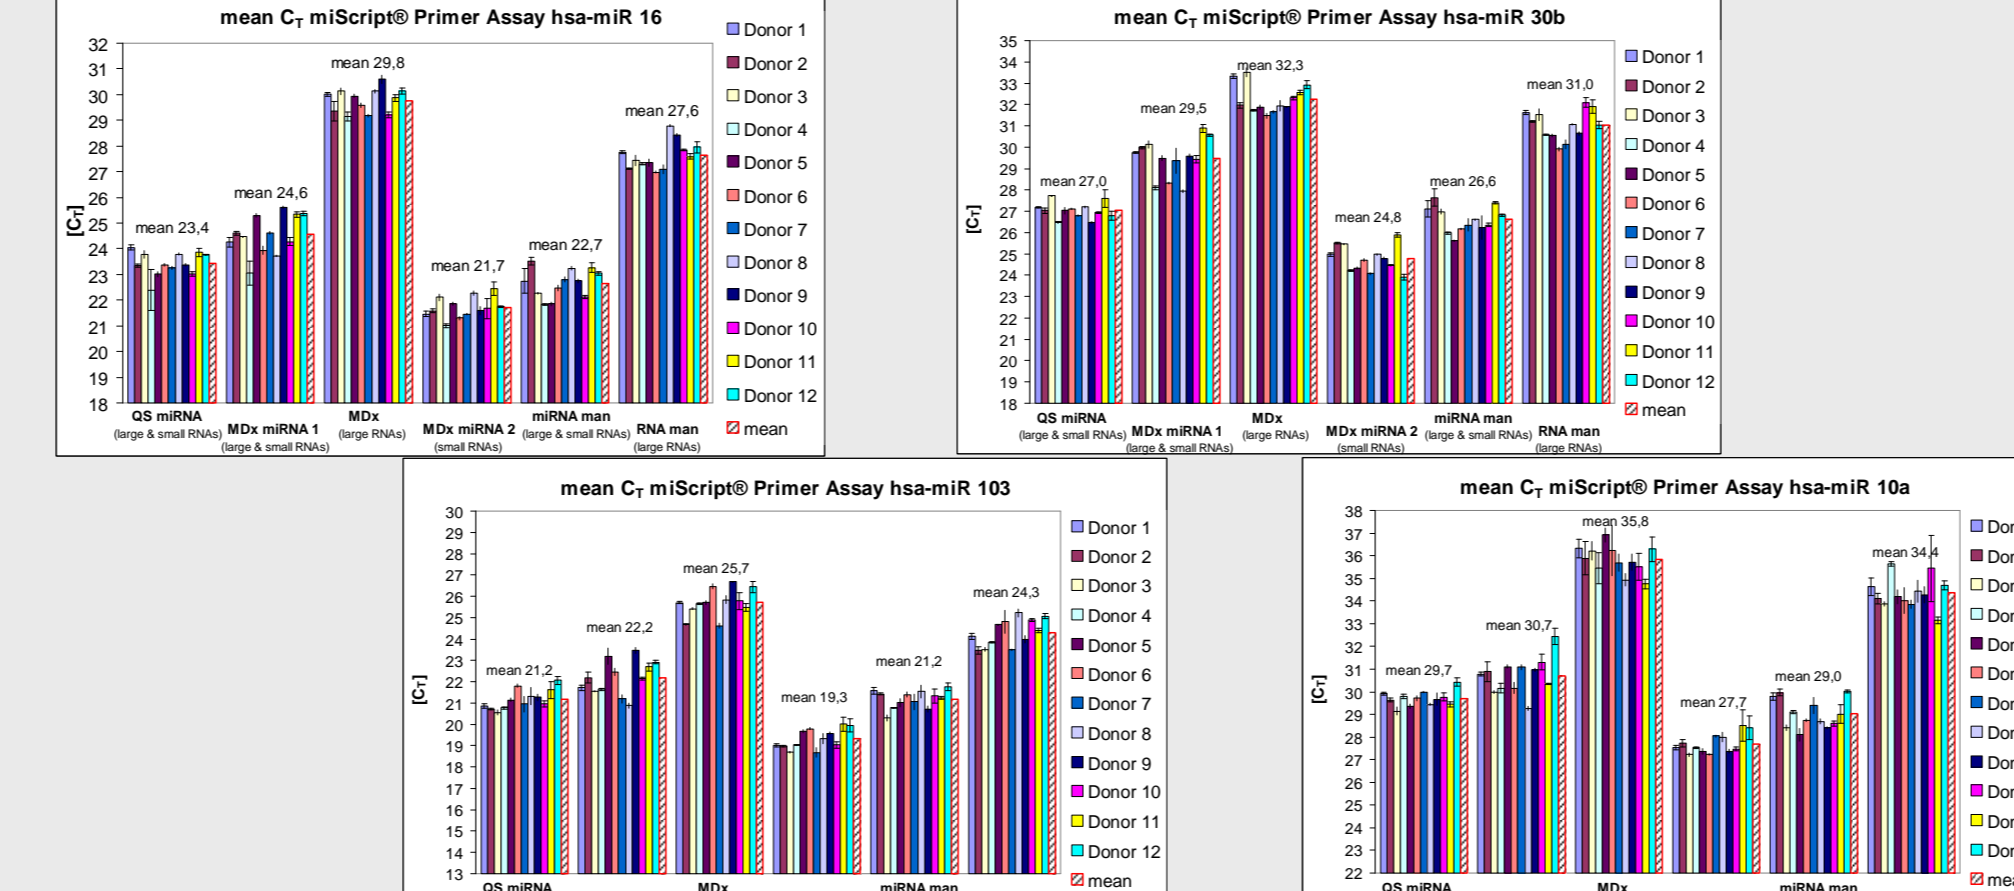 mean CT miScript® Primer Assay hsa-miR 16
[CT]
32
31
30
29
28
27
26
25
24
23
22
21
20
19
18
mean 23,4
mean 24,6
mean 29,8
mean 21,7
mean 22,7
mean 27,6
QS miRNA
(large & small RNAs)
MDx miRNA 1
(large & small RNAs)
MDx
(large RNAs)
MDx miRNA 2
(small RNAs)
miRNA man
(large & small RNAs)
RNA man
(large RNAs)
Donor 1
Donor 2
Donor 3
Donor 4
Donor 5
Donor 6
Donor 7
Donor 8
Donor 9
Donor 10
Donor 11
Donor 12
mean
mean CT miScript® Primer Assay hsa-miR 30b
[CT]
35
34
33
32
31
30
29
28
27
26
25
24
23
22
21
20
19
18
mean 27,0
mean 29,5
mean 32,3
mean 24,8
mean 26,6
mean 31,0
QS miRNA
(large & small RNAs)
MDx miRNA 1
(large & small RNAs)
MDx
(large RNAs)
MDx miRNA 2
(small RNAs)
miRNA man
(large & small RNAs)
RNA man
(large RNAs)
Donor 1
Donor 2
Donor 3
Donor 4
Donor 5
Donor 6
Donor 7
Donor 8
Donor 9
Donor 10
Donor 11
Donor 12
mean
mean CT miScript® Primer Assay hsa-miR 103
[CT]
30
29
28
27
26
25
24
23
22
21
20
19
18
17
16
15
14
13
mean 21,2
mean 22,2
mean 25,7
mean 19,3
mean 21,2
mean 24,3
QS miRNA
MDx
miRNA man
Donor 1
Donor 2
Donor 3
Donor 4
Donor 5
Donor 6
Donor 7
Donor 8
Donor 9
Donor 10
Donor 11
Donor 12
mean
mean CT miScript® Primer Assay hsa-miR 10a
[CT]
38
37
36
35
34
33
32
31
30
29
28
27
26
25
24
23
22
mean 29,7
mean 30,7
mean 35,8
mean 27,7
mean 29,0
mean 34,4
QS miRNA
MDx
miRNA man